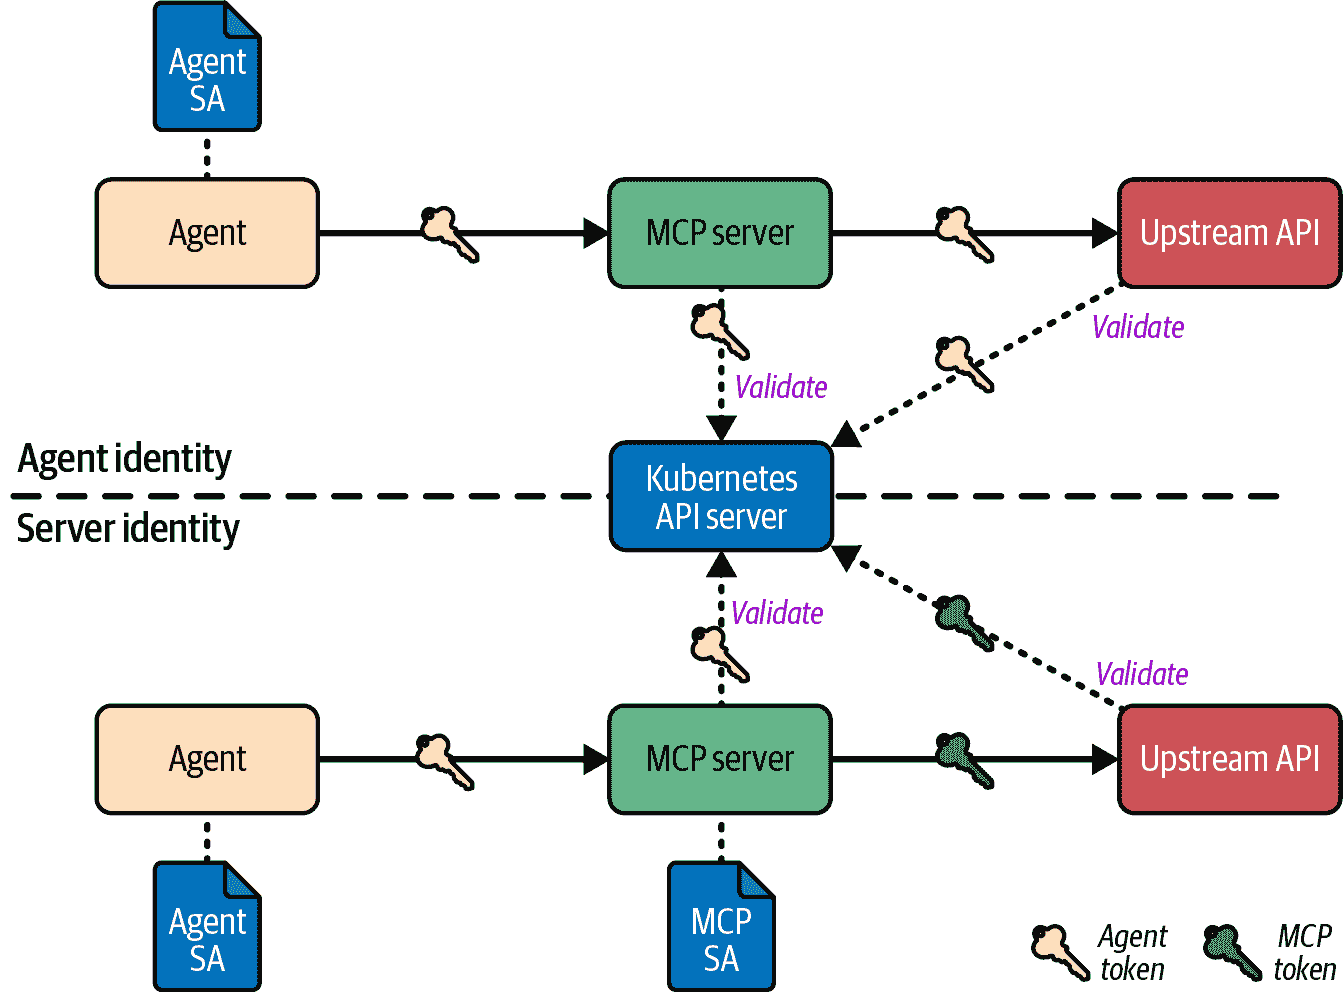 Agent
SA
Agent
MCP server
Upstream API
Validate
Validate
Agent identity
Kubernetes
API server
Server identity
Validate
Validate
Agent
MCP server
Upstream API
Agent
SA
MCP
SA
Agent
token
MCP
token